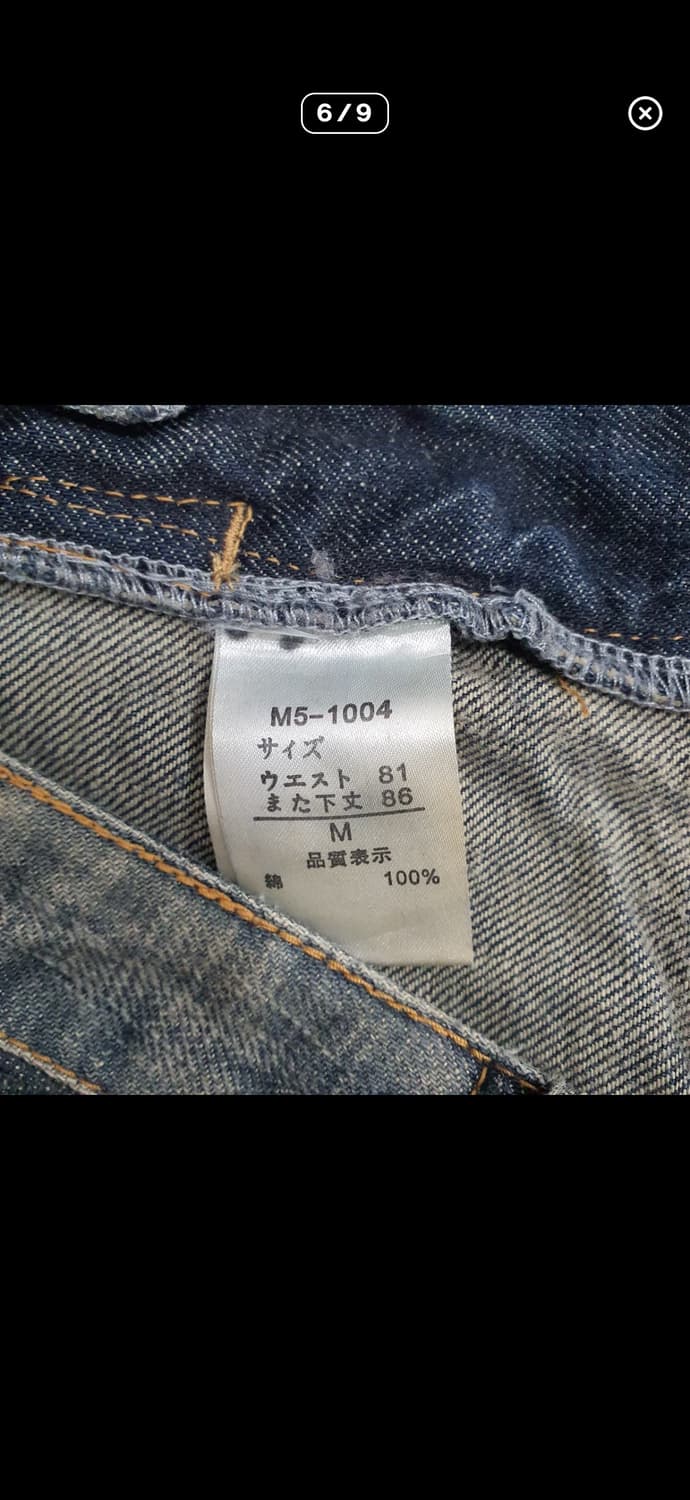 6/9
M5-1004
サイズ
ウエスト 81
また下丈 86
M
品質表示
綿 100%